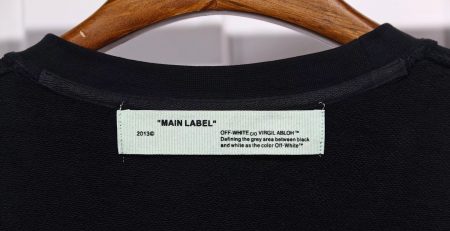 "MAIN LABEL"
2013©
OFF-WHITE c/o VIRGIL ABLOH™
Defining the grey area between black
and white as the color Off-White™